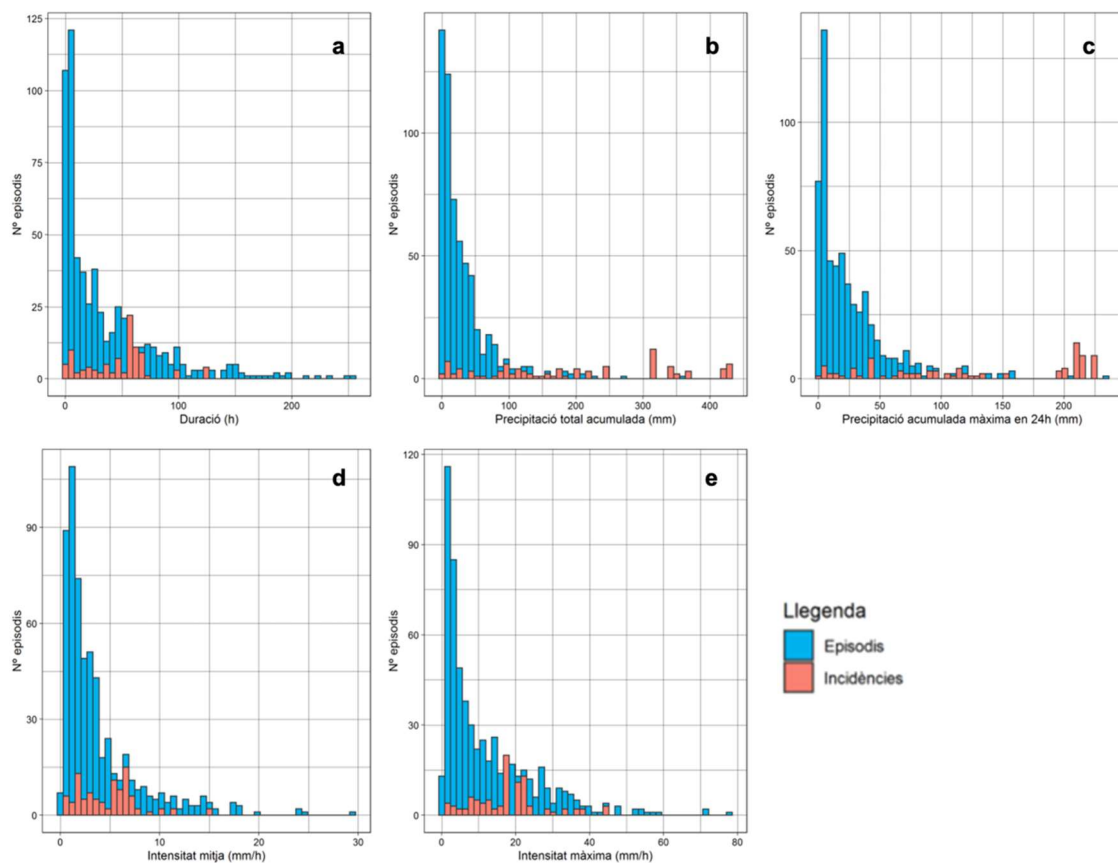 a
125
100
75
50
25
0
Nº episodis
0 100 200
Duració (h)
b
100
50
0
Nº episodis
0 100 200 300 400
Precipitació total acumulada (mm)
c
100
50
0
Nº episodis
0 50 100 150 200
Precipitació acumulada màxima en 24h (mm)
d
90
60
30
0
Nº episodis
0 10 20 30
Intensitat mitja (mm/h)
e
120
90
60
30
0
Nº episodis
0 20 40 60 80
Intensitat màxima (mm/h)
Llegenda
Episodis
Incidències